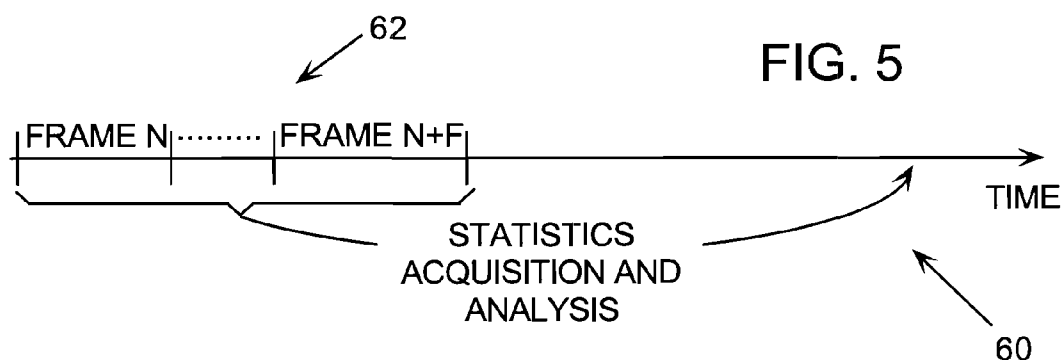 62
FIG. 5
FRAME N ......... FRAME N+F
TIME
STATISTICS
ACQUISITION AND
ANALYSIS
60